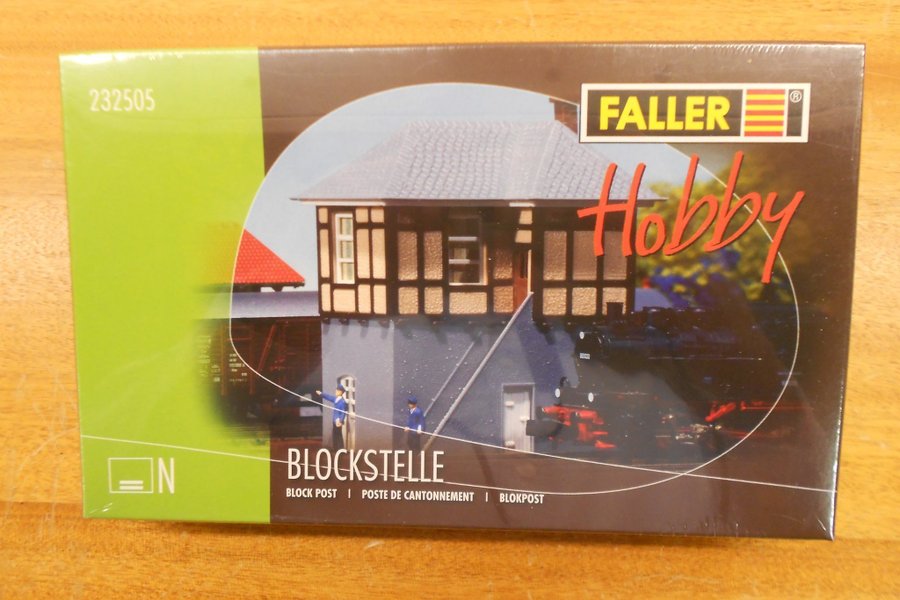 232505
FALLER ®
Hobby
N
BLOCKSTELLE
BLOCK POST | POSTE DE CANTONNEMENT | BLOKPOST